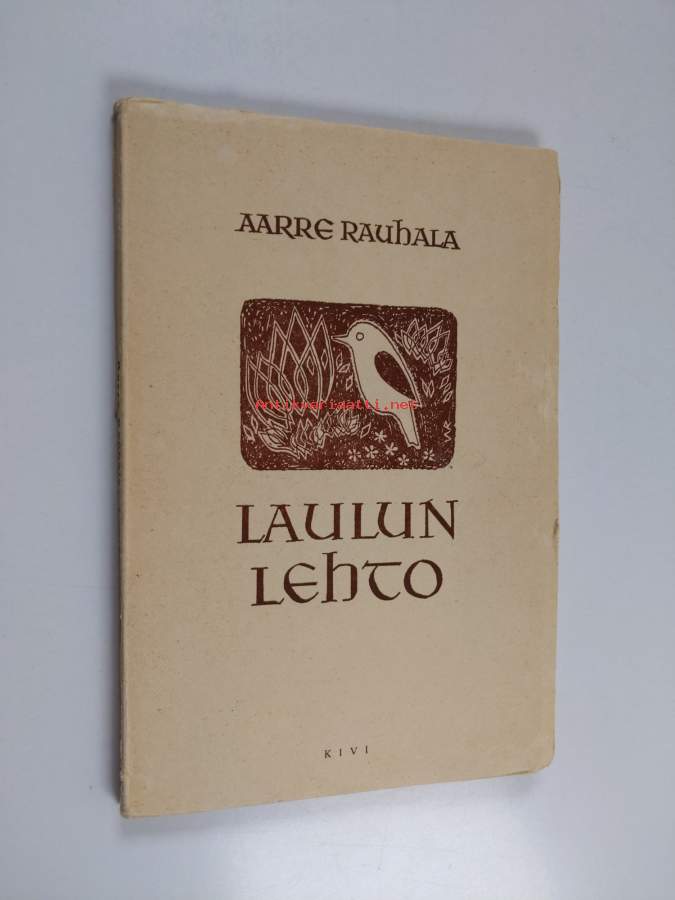 AARRE RAUHALA
Antikvariaatti.net
LAULUN
LEHTO
KIVI